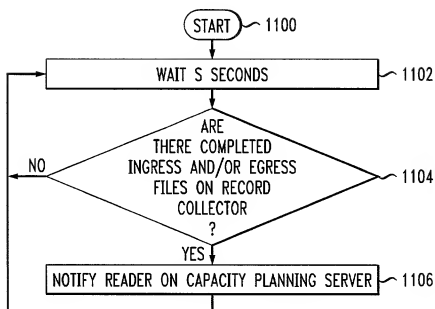 START
1100
WAIT S SECONDS
1102
ARE
THERE COMPLETED
INGRESS AND/OR EGRESS
FILES ON RECORD
COLLECTOR
?
1104
NO
YES
NOTIFY READER ON CAPACITY PLANNING SERVER
1106